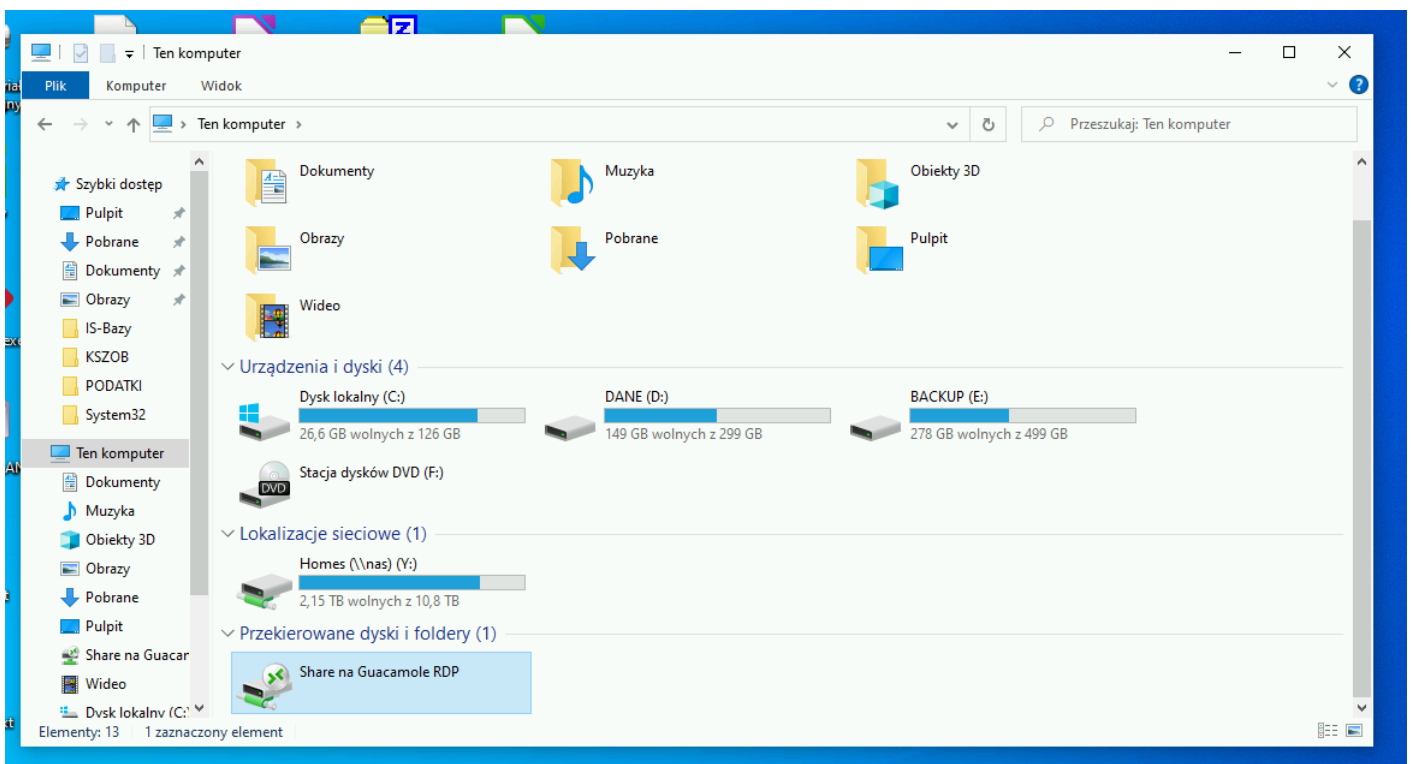 Ten komputer
Plik Komputer Widok
Ten komputer
Przeszukaj: Ten komputer
Szybki dostęp
Pulpit
Pobrane
Dokumenty
Obrazy
IS-Bazy
KSZOB
PODATKI
System32
Ten komputer
Dokumenty
Muzyka
Obiekty 3D
Obrazy
Pobrane
Pulpit
Share na Guacar
Wideo
Dysk lokalny (C:)
Dokumenty
Muzyka
Obiekty 3D
Obrazy
Pobrane
Pulpit
Wideo
Urządzenia i dyski (4)
Dysk lokalny (C:)
26,6 GB wolnych z 126 GB
DANE (D:)
149 GB wolnych z 299 GB
BACKUP (E:)
278 GB wolnych z 499 GB
Stacja dysków DVD (F:)
DVD
Lokalizacje sieciowe (1)
Homes (\\nas) (Y:)
2,15 TB wolnych z 10,8 TB
Przekierowane dyski i foldery (1)
Share na Guacamole RDP
Elementy: 13 1 zaznaczony element